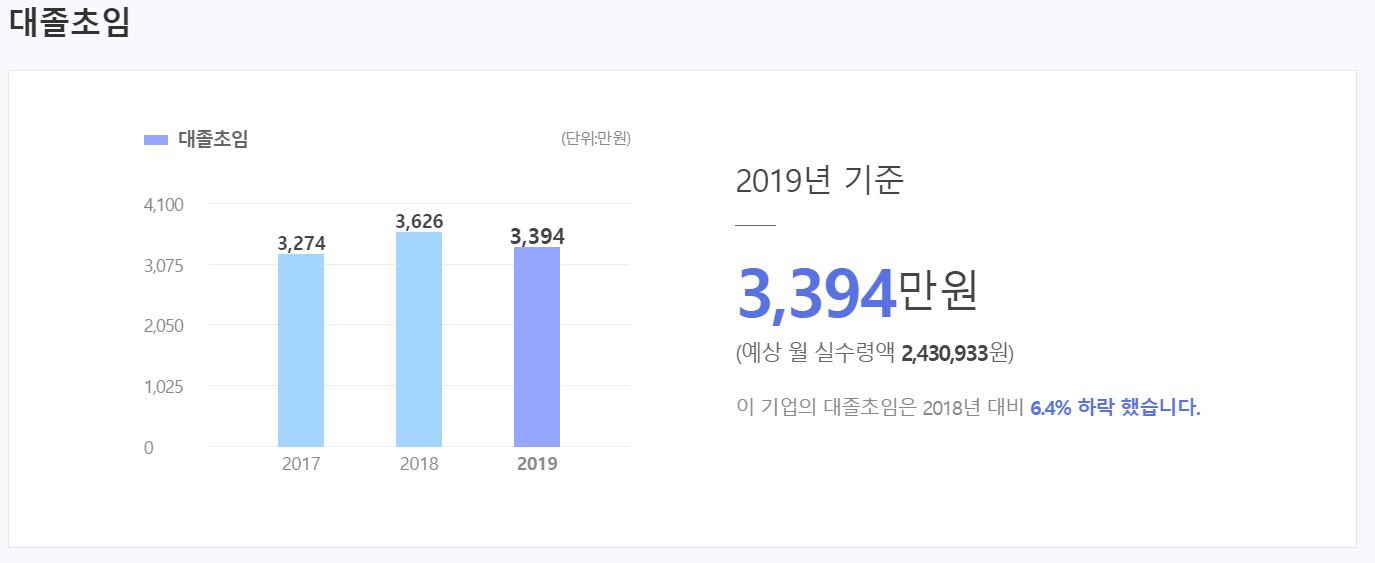 대졸초임
대졸초임
(단위:만원)
4,100
3,075
2,050
1,025
0
3,274
3,626
3,394
2017
2018
2019
2019년 기준
3,394만원
(예상 월 실수령액 2,430,933원)
이 기업의 대졸초임은 2018년 대비 6.4% 하락 했습니다.